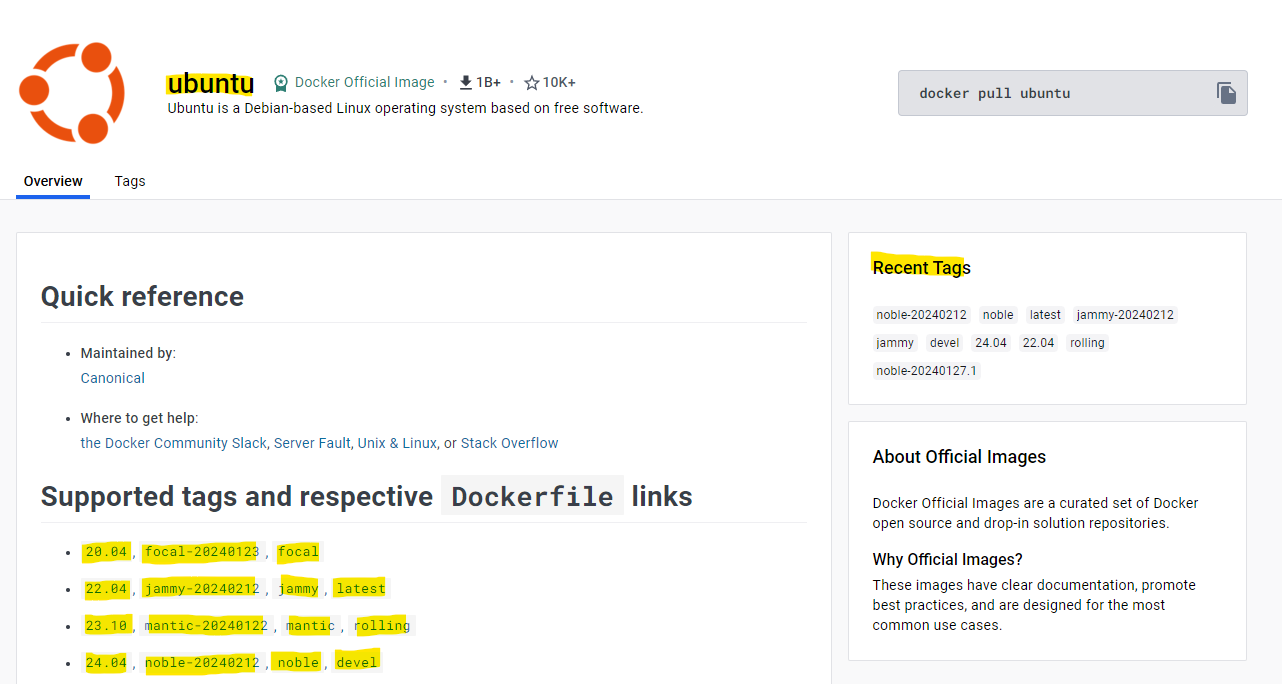 ubuntu Docker Official Image · 1B+ · 10K+
Ubuntu is a Debian-based Linux operating system based on free software.
docker pull ubuntu
Overview Tags
Quick reference
• Maintained by:
Canonical
• Where to get help:
the Docker Community Slack, Server Fault, Unix & Linux, or Stack Overflow
Supported tags and respective Dockerfile links
• 20.04, focal-20240123, focal
• 22.04, jammy-20240212, jammy, latest
• 23.10, mantic-20240122, mantic, rolling
• 24.04, noble-20240212, noble, devel
Recent Tags
noble-20240212 noble latest jammy-20240212
jammy devel 24.04 22.04 rolling
noble-20240127.1
About Official Images
Docker Official Images are a curated set of Docker
open source and drop-in solution repositories.
Why Official Images?
These images have clear documentation, promote
best practices, and are designed for the most
common use cases.